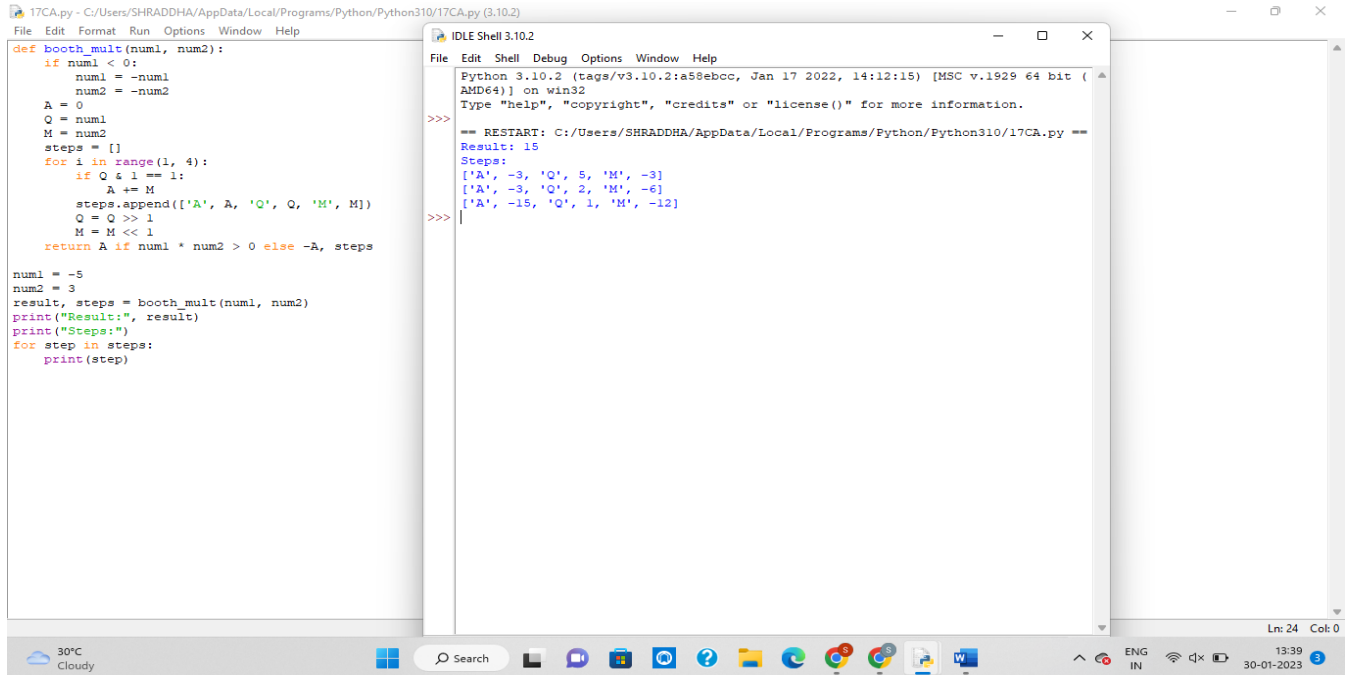 17CA.py - C:/Users/SHRADDHA/AppData/Local/Programs/Python/Python310/17CA.py (3.10.2)
File Edit Format Run Options Window Help
def booth_mult(num1, num2):
    if num1 < 0:
        num1 = -num1
        num2 = -num2
    A = 0
    Q = num1
    M = num2
    steps = []
    for i in range(1, 4):
        if Q & 1 == 1:
            A += M
        steps.append(['A', A, 'Q', Q, 'M', M])
        Q = Q >> 1
        M = M << 1
    return A if num1 * num2 > 0 else -A, steps

num1 = -5
num2 = 3
result, steps = booth_mult(num1, num2)
print("Result:", result)
print("Steps:")
for step in steps:
    print(step)
IDLE Shell 3.10.2
File Edit Shell Debug Options Window Help
Python 3.10.2 (tags/v3.10.2:a58ebcc, Jan 17 2022, 14:12:15) [MSC v.1929 64 bit (
AMD64)] on win32
Type "help", "copyright", "credits" or "license()" for more information.
>>>
== RESTART: C:/Users/SHRADDHA/AppData/Local/Programs/Python/Python310/17CA.py ==
Result: 15
Steps:
['A', -3, 'Q', 5, 'M', -3]
['A', -3, 'Q', 2, 'M', -6]
['A', -15, 'Q', 1, 'M', -12]
>>>
Ln: 24 Col: 0
30°C
Cloudy
Search
S
S
W
ENG
IN
13:39
30-01-2023
3